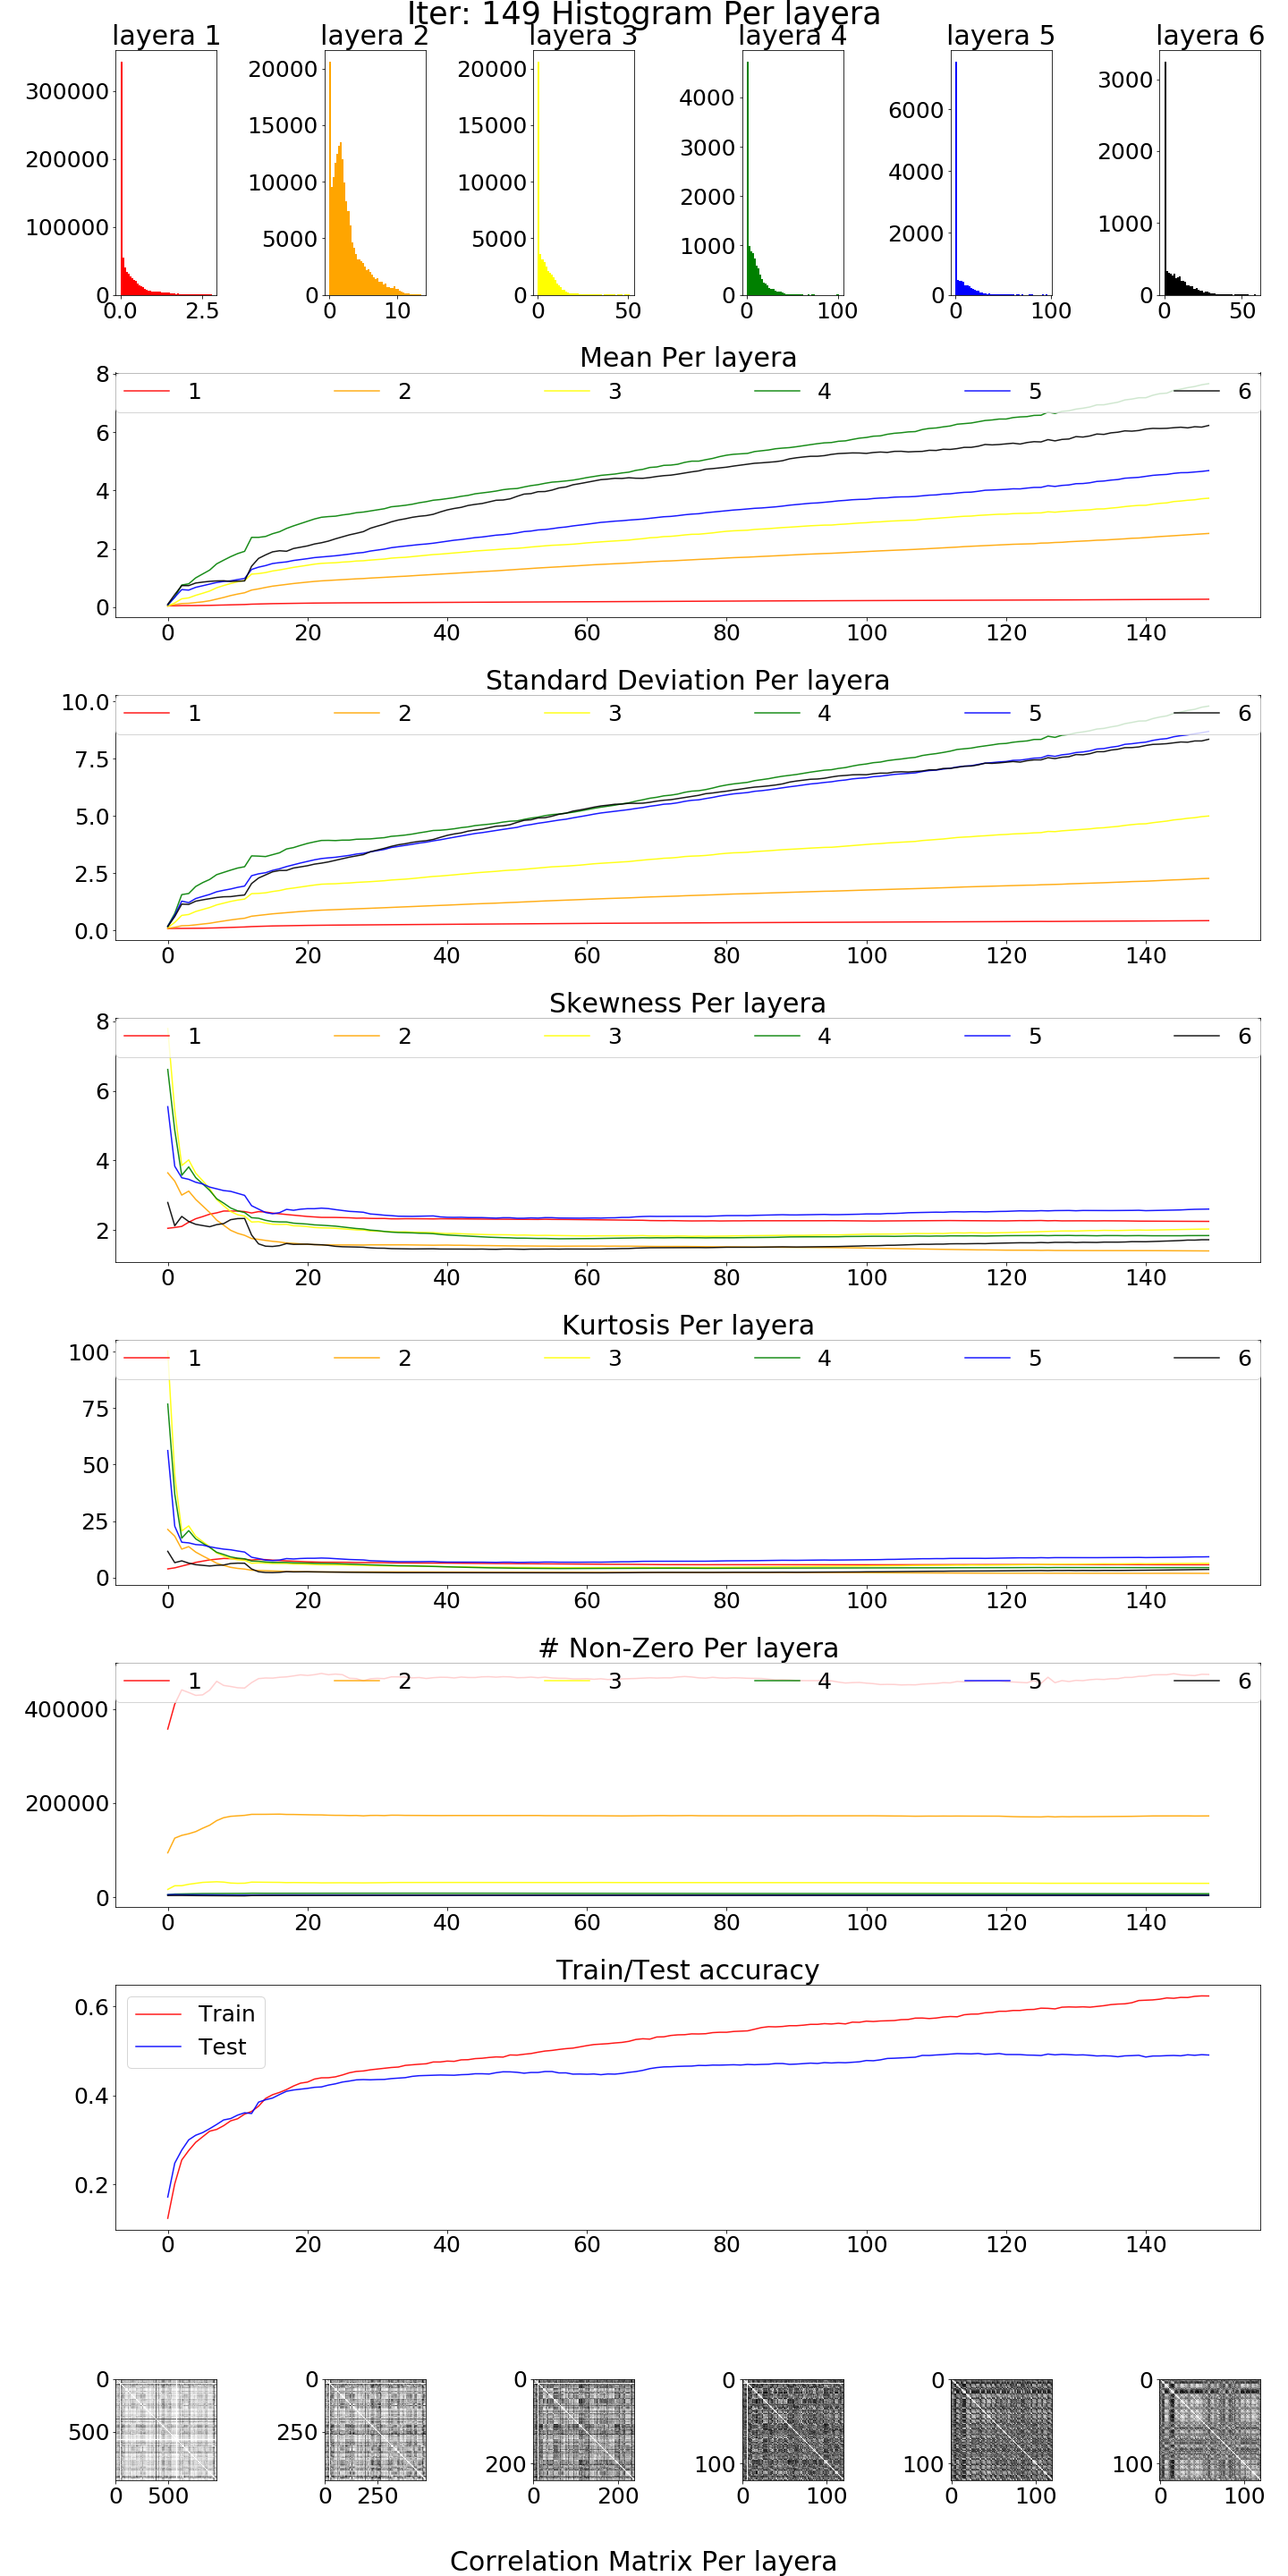 Iter: 149 Histogram Per layera
layera 1 layera 2 layera 3 layera 4 layera 5 layera 6
300000 200000 100000 0
0.0 2.5
20000 15000 10000 5000 0
0 10
20000 15000 10000 5000 0
0 50
4000 3000 2000 1000 0
0 100
6000 4000 2000 0
0 100
3000 2000 1000 0
0 50
Mean Per layera
1 2 3 4 5 6
8
6
4
2
0
0 20 40 60 80 100 120 140
Standard Deviation Per layera
1 2 3 4 5 6
10.0
7.5
5.0
2.5
0.0
0 20 40 60 80 100 120 140
Skewness Per layera
1 2 3 4 5 6
8
6
4
2
0 20 40 60 80 100 120 140
Kurtosis Per layera
1 2 3 4 5 6
100
75
50
25
0
0 20 40 60 80 100 120 140
# Non-Zero Per layera
1 2 3 4 5 6
400000
200000
0
0 20 40 60 80 100 120 140
Train/Test accuracy
Train
Test
0.6
0.4
0.2
0 20 40 60 80 100 120 140
0 500
0 500
0 250
0 250
0 200
0 200
0 100
0 100
0 100
0 100
0 100
0 100
Correlation Matrix Per layera